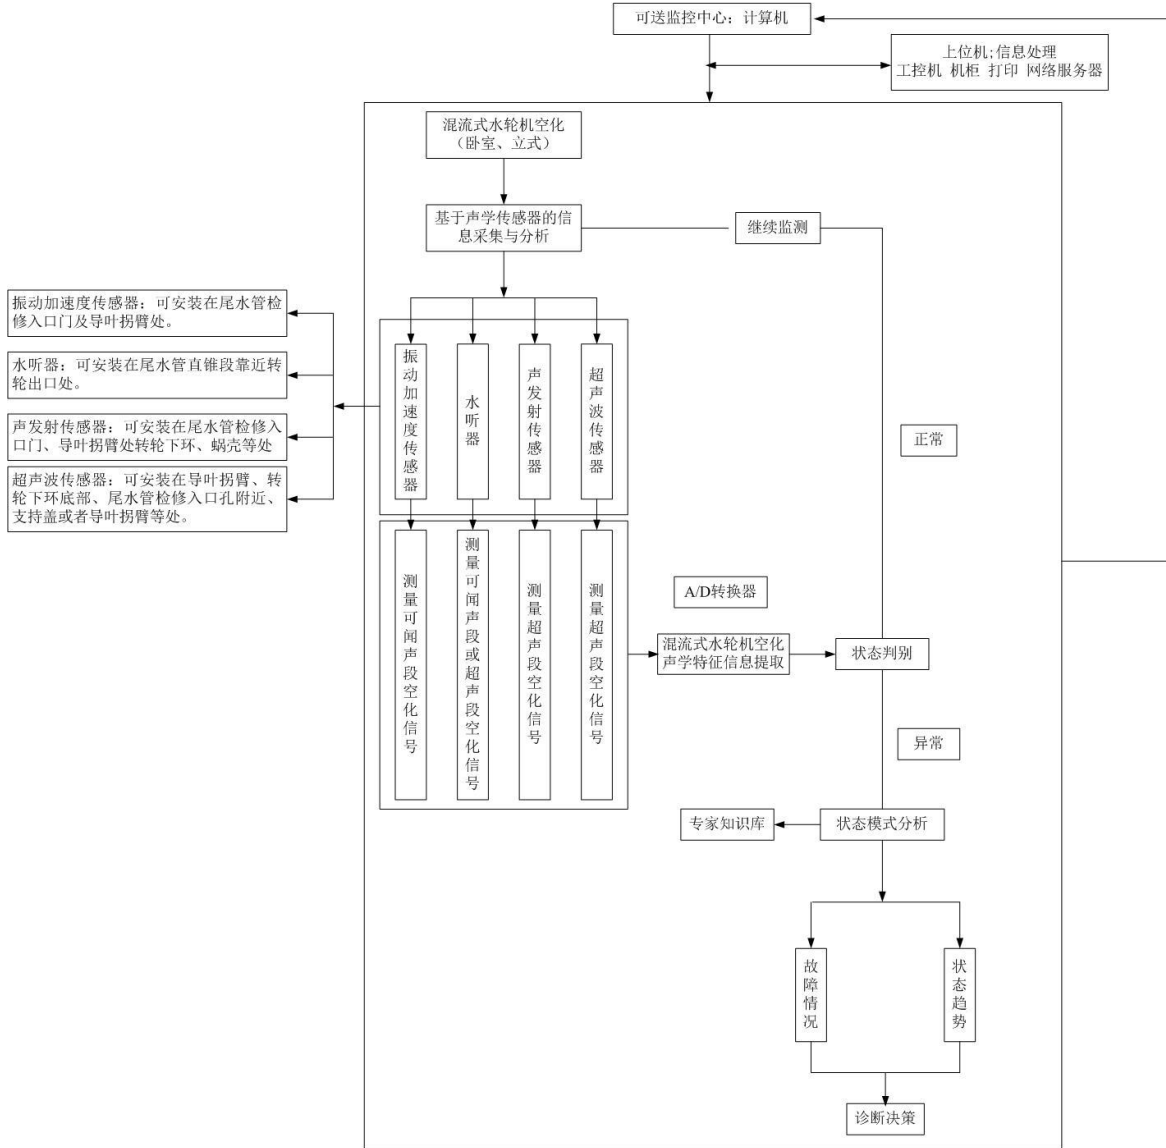 可送监控中心：计算机
上位机;信息处理
工控机 机柜 打印 网络服务器
混流式水轮机空化
（卧室、立式）
基于声学传感器的信
息采集与分析
继续监测
振动加速度传感器：可安装在尾水管检
修入口门及导叶拐臂处。
水听器：可安装在尾水管直锥段靠近转
轮出口处。
声发射传感器：可安装在尾水管检修入
口门、导叶拐臂处转轮下环、蜗壳等处
超声波传感器：可安装在导叶拐臂、转
轮下环底部、尾水管检修入口孔附近、
支持盖或者导叶拐臂等处。
振动加速度传感器
水听器
声发射传感器
超声波传感器
正常
测量可闻声段空化信号
测量可闻声段或超声段空化信号
测量超声段空化信号
测量超声段空化信号
A/D转换器
混流式水轮机空化
声学特征信息提取
状态判别
异常
专家知识库
状态模式分析
故障情况
状态趋势
诊断决策